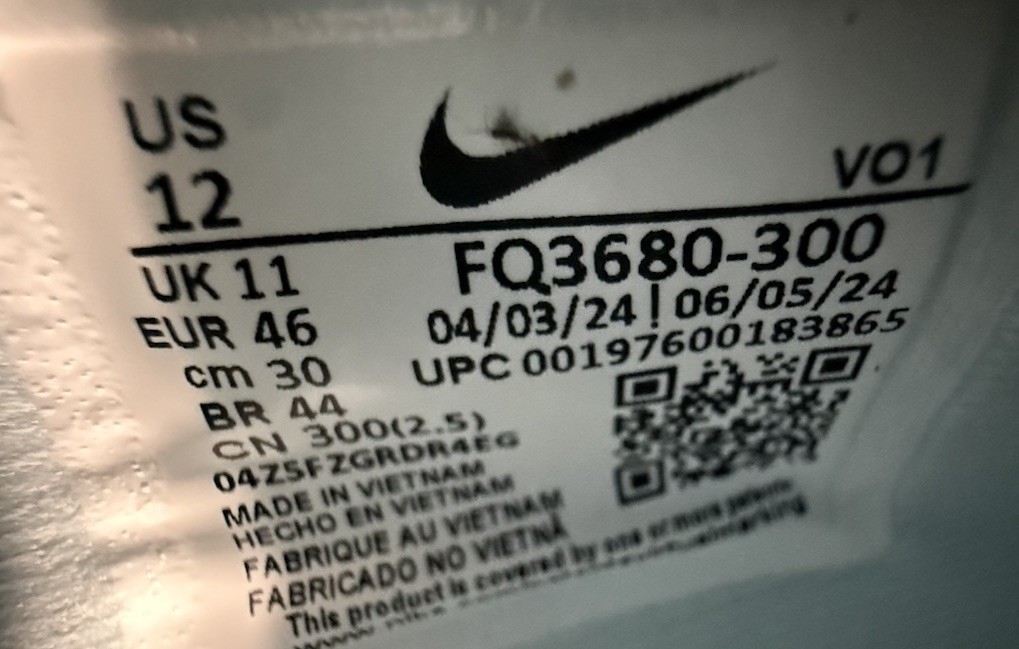 US
12
VO1
UK 11
FQ3680-300
EUR 46
04/03/24 | 06/05/24
cm 30
UPC 00197600183865
BR 44
CN 300(2.5)
04Z5FZGRDR4EG
MADE IN VIETNAM
HECHO EN VIETNAM
FABRIQUE AU VIETNAM
FABRICADO NO VIETNÃ
This product is covered by one or more patents